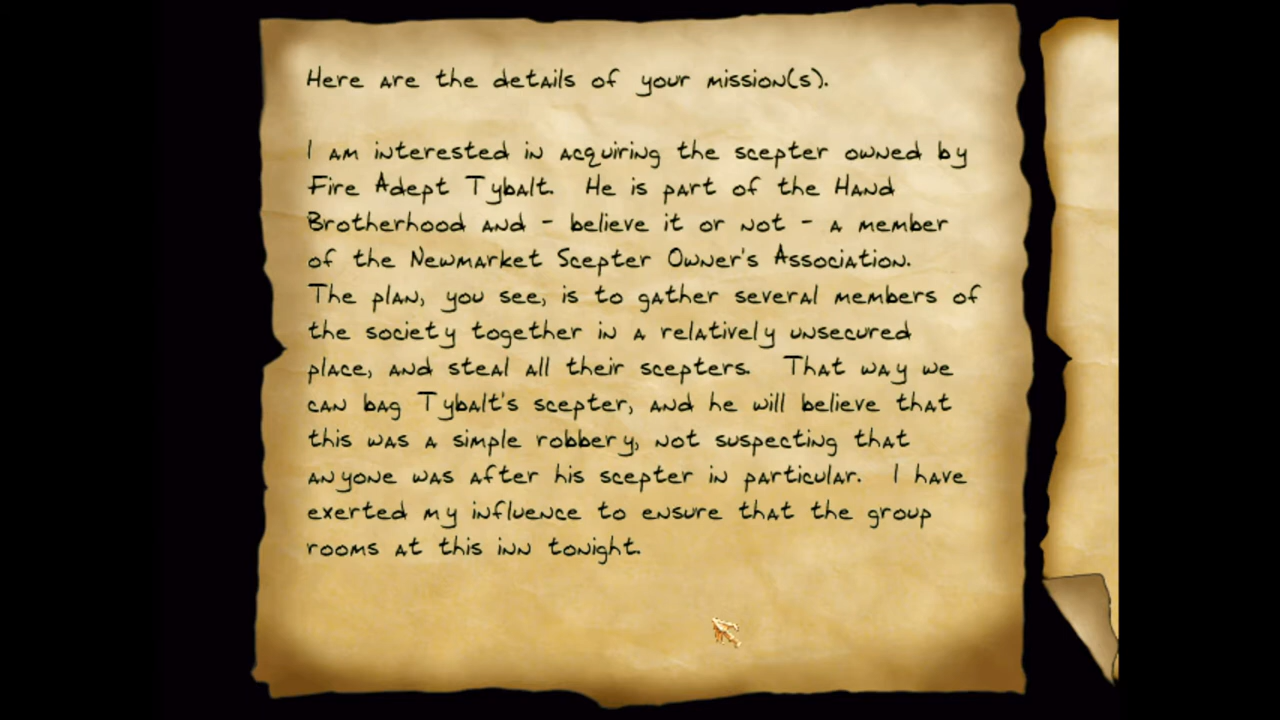 Here are the details of your mission(s).
I am interested in acquiring the scepter owned by
Fire Adept Tybalt. He is part of the Hand
Brotherhood and - believe it or not - a member
of the Newmarket Scepter Owner's Association.
The plan, you see, is to gather several members of
the society together in a relatively unsecured
place, and steal all their scepters. That way we
can bag Tybalt's scepter, and he will believe that
this was a simple robbery, not suspecting that
anyone was after his scepter in particular. I have
exerted my influence to ensure that the group
rooms at this inn tonight.